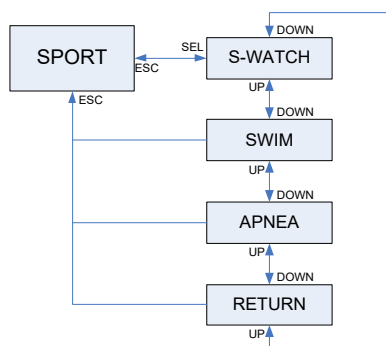 DOWN
SPORT
SEL
ESC
S-WATCH
ESC
UP
DOWN
SWIM
UP
DOWN
APNEA
UP
DOWN
RETURN
UP